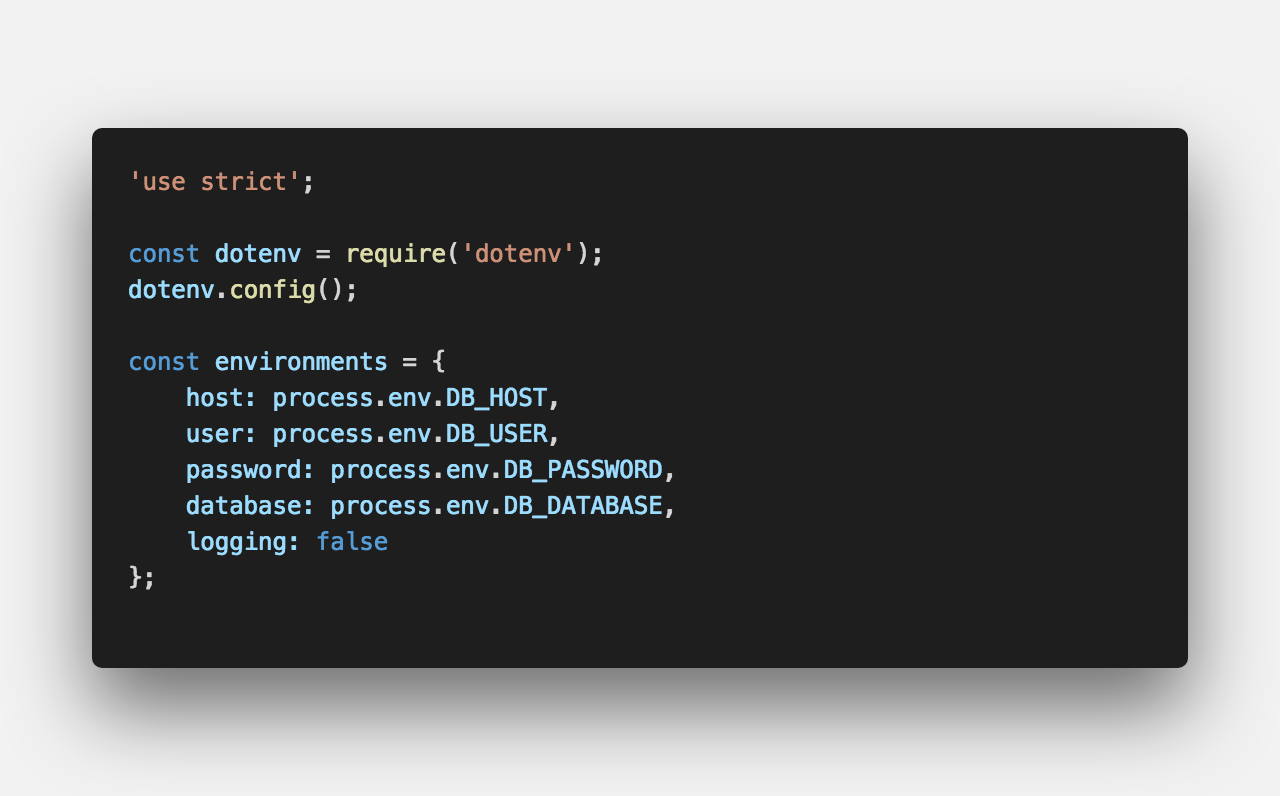 'use strict';

const dotenv = require('dotenv');
dotenv.config();

const environments = {
    host: process.env.DB_HOST,
    user: process.env.DB_USER,
    password: process.env.DB_PASSWORD,
    database: process.env.DB_DATABASE,
    logging: false
};